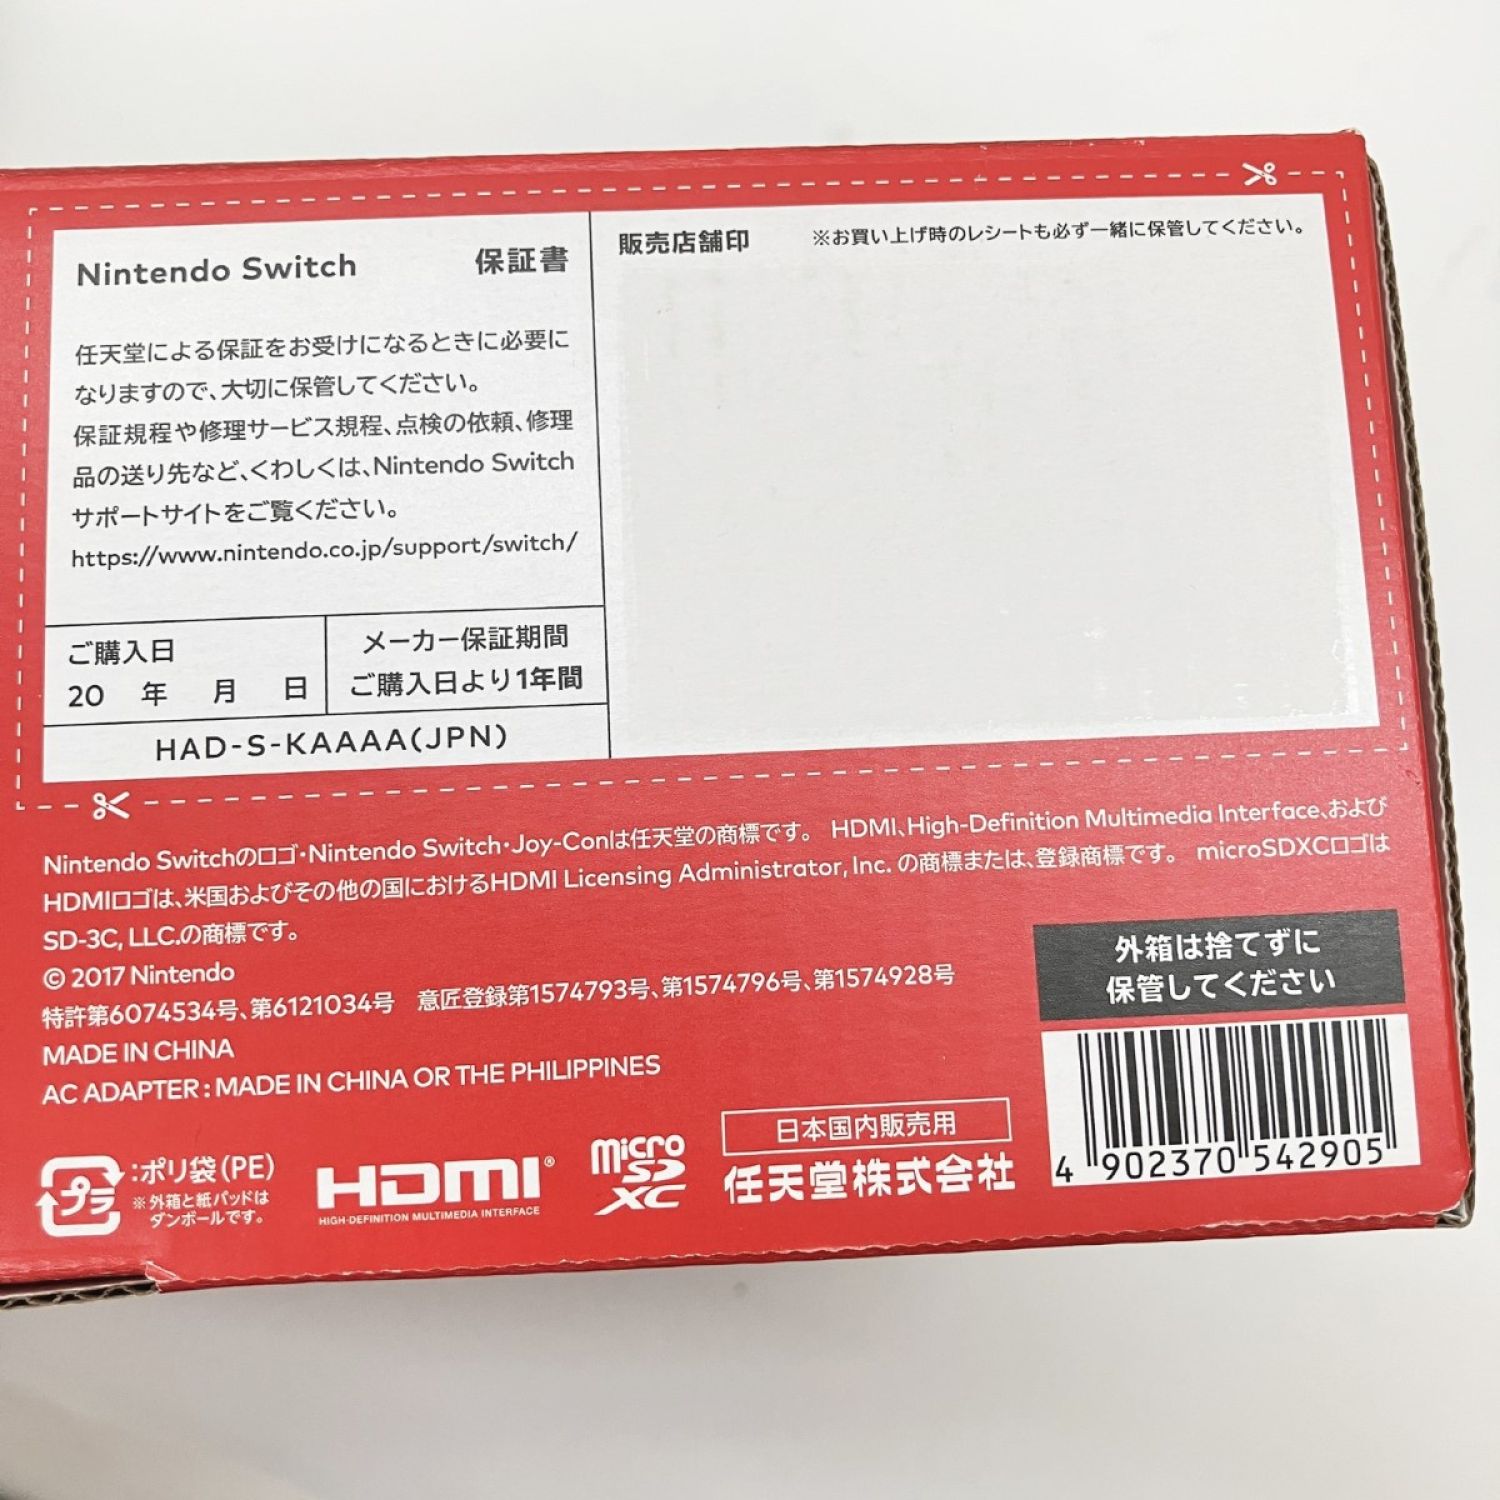 Nintendo Switch 保証書
任天堂による保証をお受けになるときに必要に
なりますので、大切に保管してください。
保証規程や修理サービス規程、点検の依頼、修理
品の送り先など、くわしくは、Nintendo Switch
サポートサイトをご覧ください。
https://www.nintendo.co.jp/support/switch/
ご購入日
20 年 月 日
メーカー保証期間
ご購入日より1年間
HAD-S-KAAAA(JPN)
販売店舗印 ※お買い上げ時のレシートも必ず一緒に保管してください。
Nintendo Switchのロゴ・Nintendo Switch・Joy-Conは任天堂の商標です。 HDMI、High-Definition Multimedia Interface、および
HDMIロゴは、米国およびその他の国におけるHDMI Licensing Administrator, Inc. の商標または、登録商標です。 microSDXCロゴは
SD-3C, LLC.の商標です。
© 2017 Nintendo
特許第6074534号、第6121034号 意匠登録第1574793号、第1574796号、第1574928号
MADE IN CHINA
AC ADAPTER : MADE IN CHINA OR THE PHILIPPINES
プラ
:ポリ袋(PE)
※外箱と紙パッドは
ダンボールです。
HDMI®
HIGH-DEFINITION MULTIMEDIA INTERFACE
micro
SD
XC
日本国内販売用
任天堂株式会社
外箱は捨てずに
保管してください
4 902370 542905